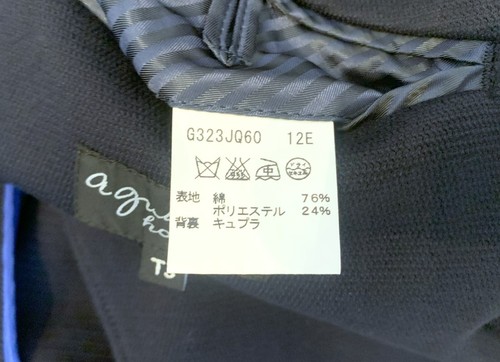 G323JQ60 12E
中
表地 綿 76%
ポリエステル 24%
背裏 キュプラ